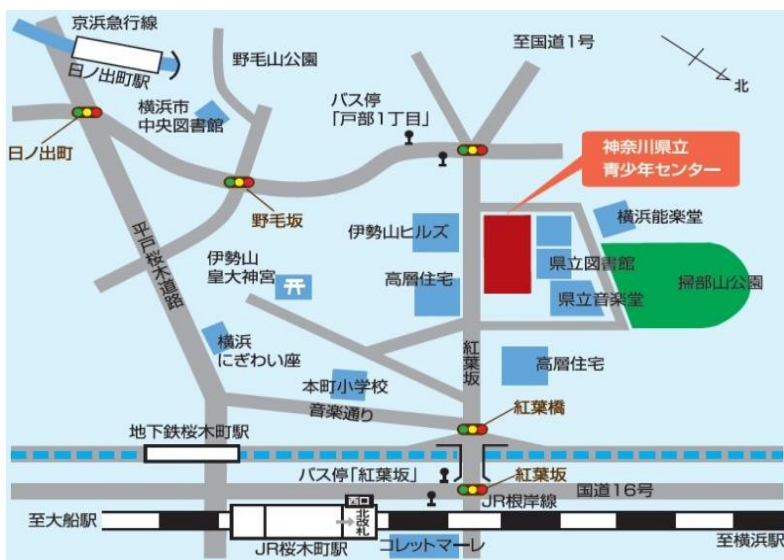 京浜急行線
日ノ出町駅
野毛山公園
至国道1号
北
横浜市
中央図書館
バス停
「戸部1丁目」
日ノ出町
神奈川県立
青少年センター
野毛坂
平戸桜木道路
伊勢山ヒルズ
横浜能楽堂
伊勢山
皇大神宮
高層住宅
県立図書館
県立音楽堂
掃部山公園
横浜
にぎわい座
紅葉坂
高層住宅
本町小学校
音楽通り
紅葉橋
地下鉄桜木町駅
バス停「紅葉坂」
紅葉坂
国道16号
西口
JR根岸線
至大船駅
北改札
至横浜駅
JR桜木町駅
コレットマーレ